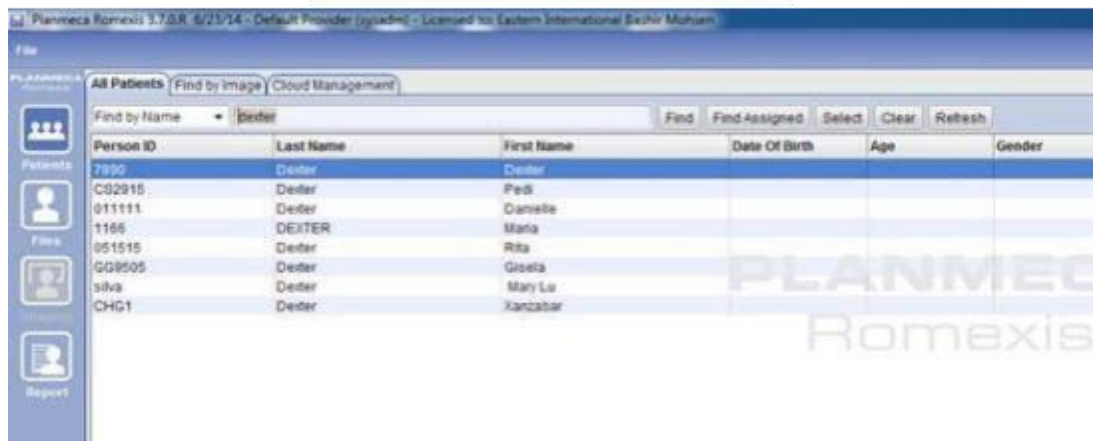 Planmeca Romexis 3.7.0.R 6/23/14 - Default Provider (sysadm) - Licensed to: Eastern International Bashir Mohsen
File
PLANMECA
Romexis
All Patients Find by Image Cloud Management
Find by Name Dexter Find Find Assigned Select Clear Refresh
Person ID Last Name First Name Date Of Birth Age Gender
7990 Dexter Dexter
CS2915 Dexter Pedi
011111 Dexter Danielle
1166 DEXTER Maria
051515 Dexter Rita
GG9505 Dexter Gisela
silva Dexter Mary Lu
CHG1 Dexter Xanzabar
Patients
Files
Imaging
Report
PLANMECA
Romexis